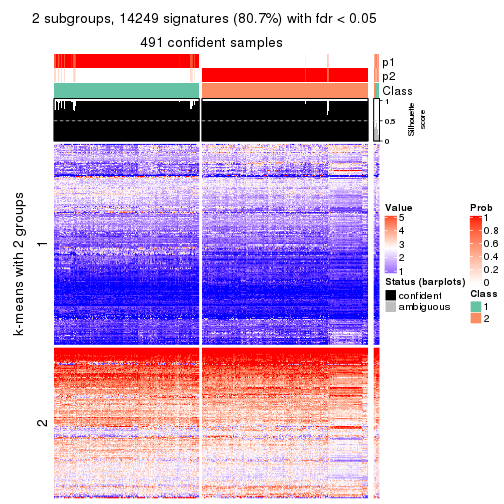 2 subgroups, 14249 signatures (80.7%) with fdr < 0.05
491 confident samples
p1
p2
Class
1
0.5
0
Silhouette
score
k-means with 2 groups
1
2
Value
5
4
3
2
1
Status (barplots)
confident
ambiguous
Prob
1
0.8
0.6
0.4
0.2
0
Class
1
2